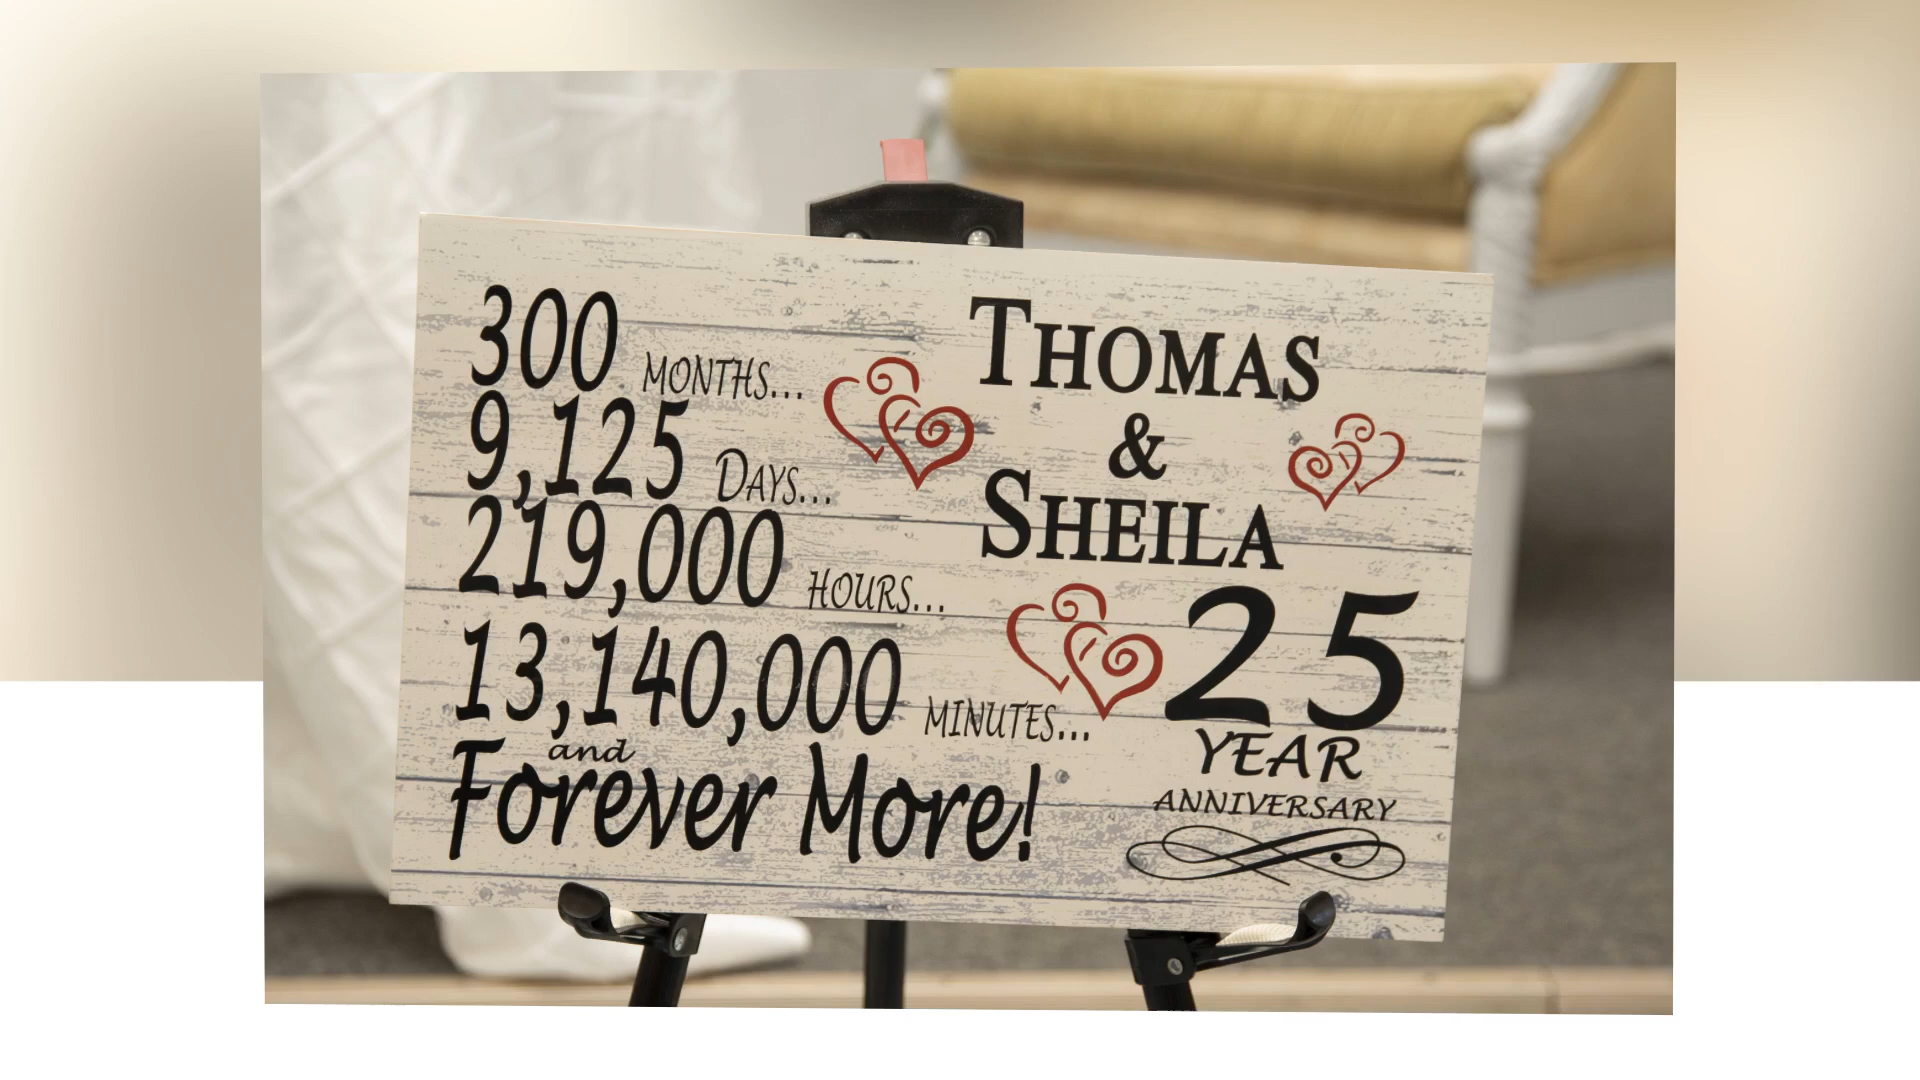 300 MONTHS...
9,125 DAYS...
219,000 HOURS...
13,140,000 MINUTES...
and
Forever More!
THOMAS
&
SHEILA
25
YEAR
ANNIVERSARY